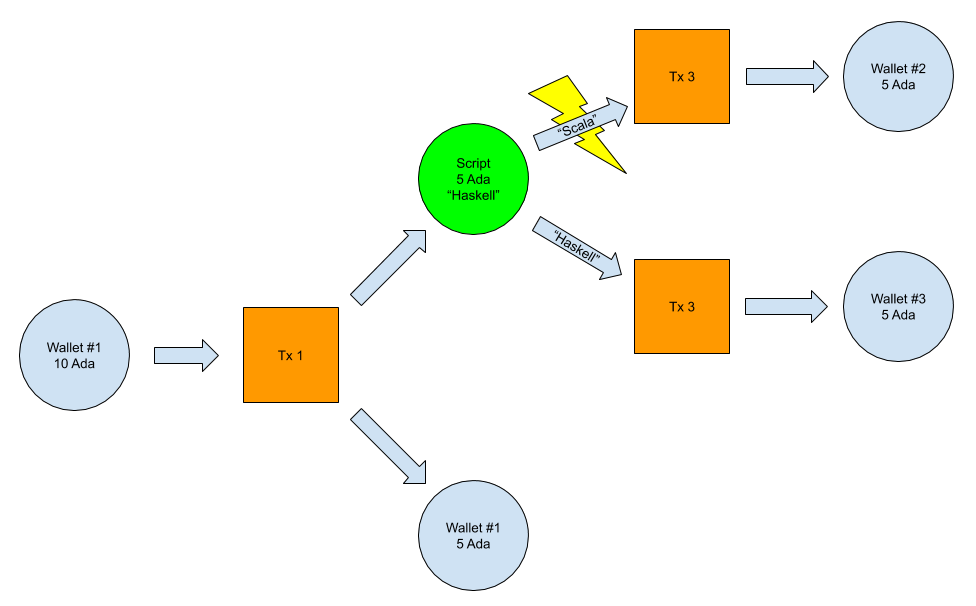 Tx 3
Wallet #2
5 Ada
“Scala”
Script
5 Ada
“Haskell”
“Haskell”
Tx 3
Wallet #3
5 Ada
Wallet #1
10 Ada
Tx 1
Wallet #1
5 Ada